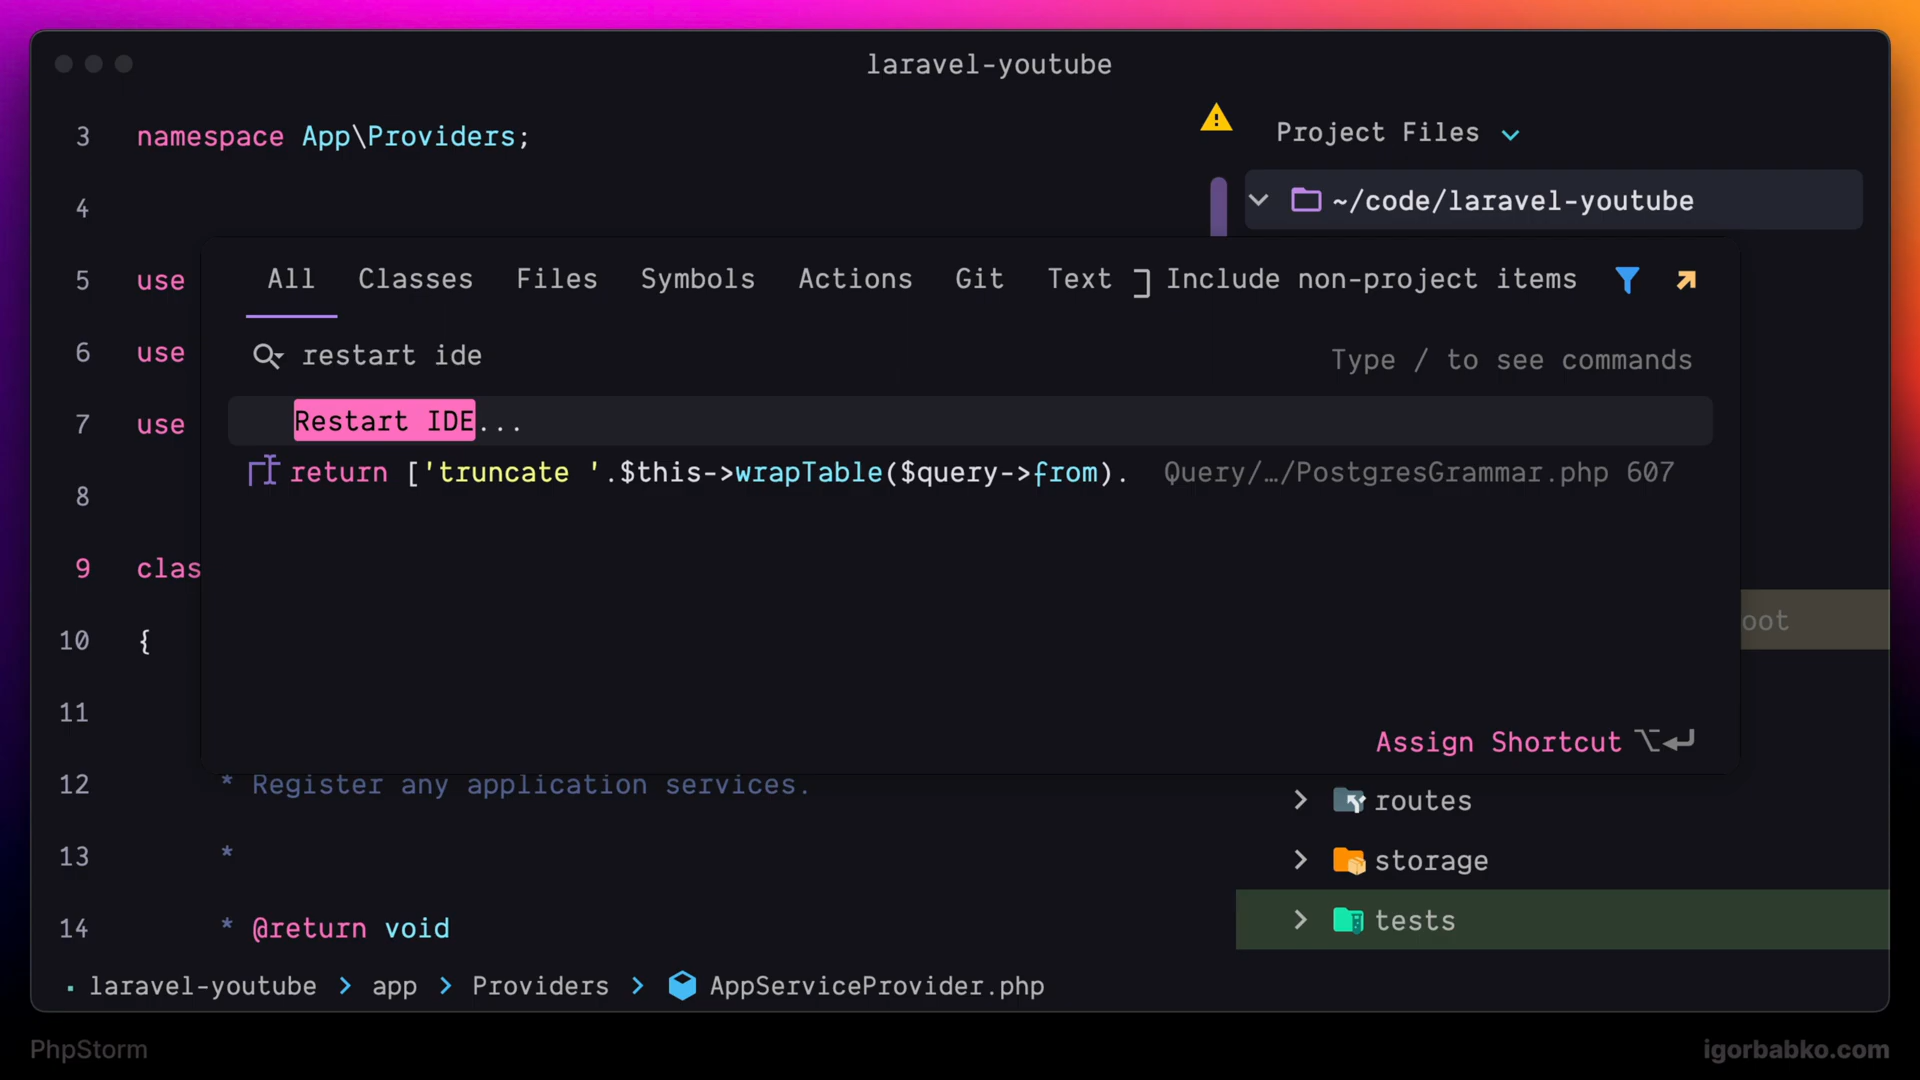 laravel-youtube
3 namespace App\Providers;
Project Files
4
~/code/laravel-youtube
5 use
All Classes Files Symbols Actions Git Text Include non-project items
6 use
restart ide Type / to see commands
7 use
Restart IDE...
return ['truncate '.$this->wrapTable($query->from). Query/…/PostgresGrammar.php 607
8
9 clas
10 {
oot
11
Assign Shortcut ⌥↵
12 * Register any application services.
routes
13 *
storage
14 * @return void
tests
laravel-youtube > app > Providers > AppServiceProvider.php
PhpStorm
igorbabko.com